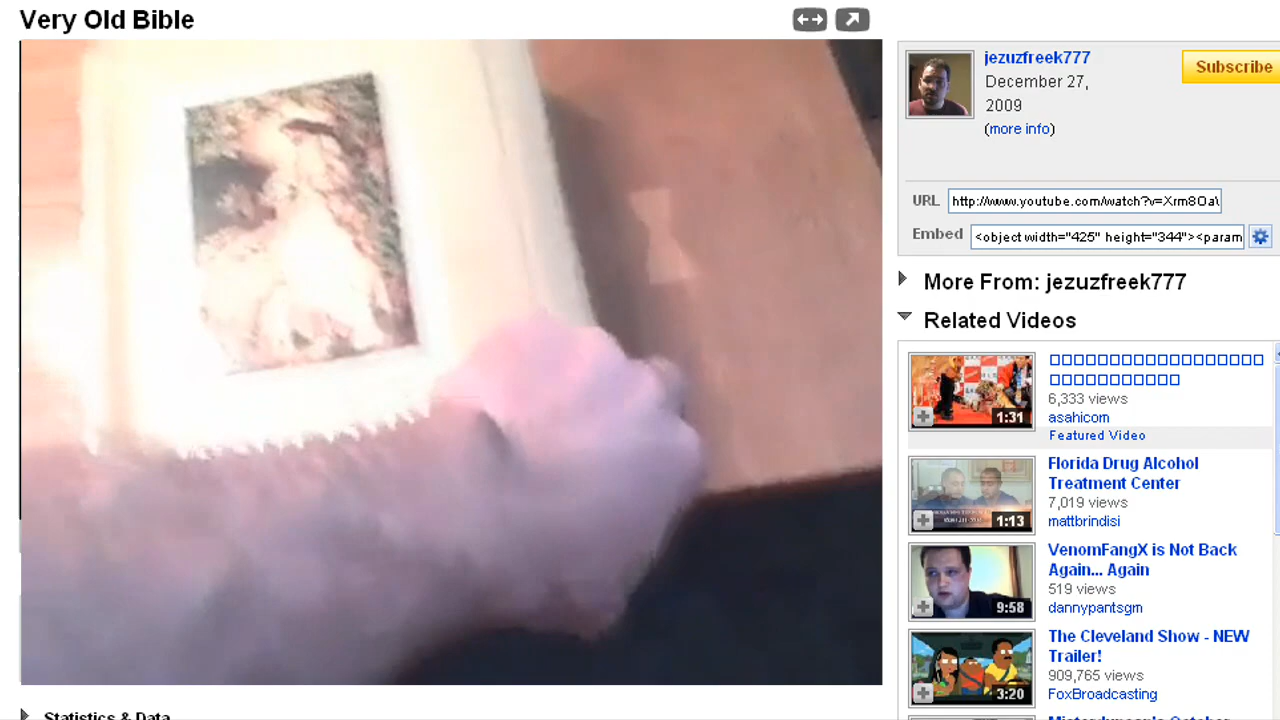 Very Old Bible
jezuzfreek777
December 27,
2009
(more info)
Subscribe
URL http://www.youtube.com/watch?v=Xrm8Oa\
Embed <object width="425" height="344"><param
More From: jezuzfreek777
Related Videos
1:31
6,333 views
asahicom
Featured Video
Florida Drug Alcohol
Treatment Center
7,019 views
mattbrindisi
1:13
VenomFangX is Not Back
Again... Again
519 views
dannypantsgm
9:58
The Cleveland Show - NEW
Trailer!
909,765 views
FoxBroadcasting
3:20
Statistics & Data